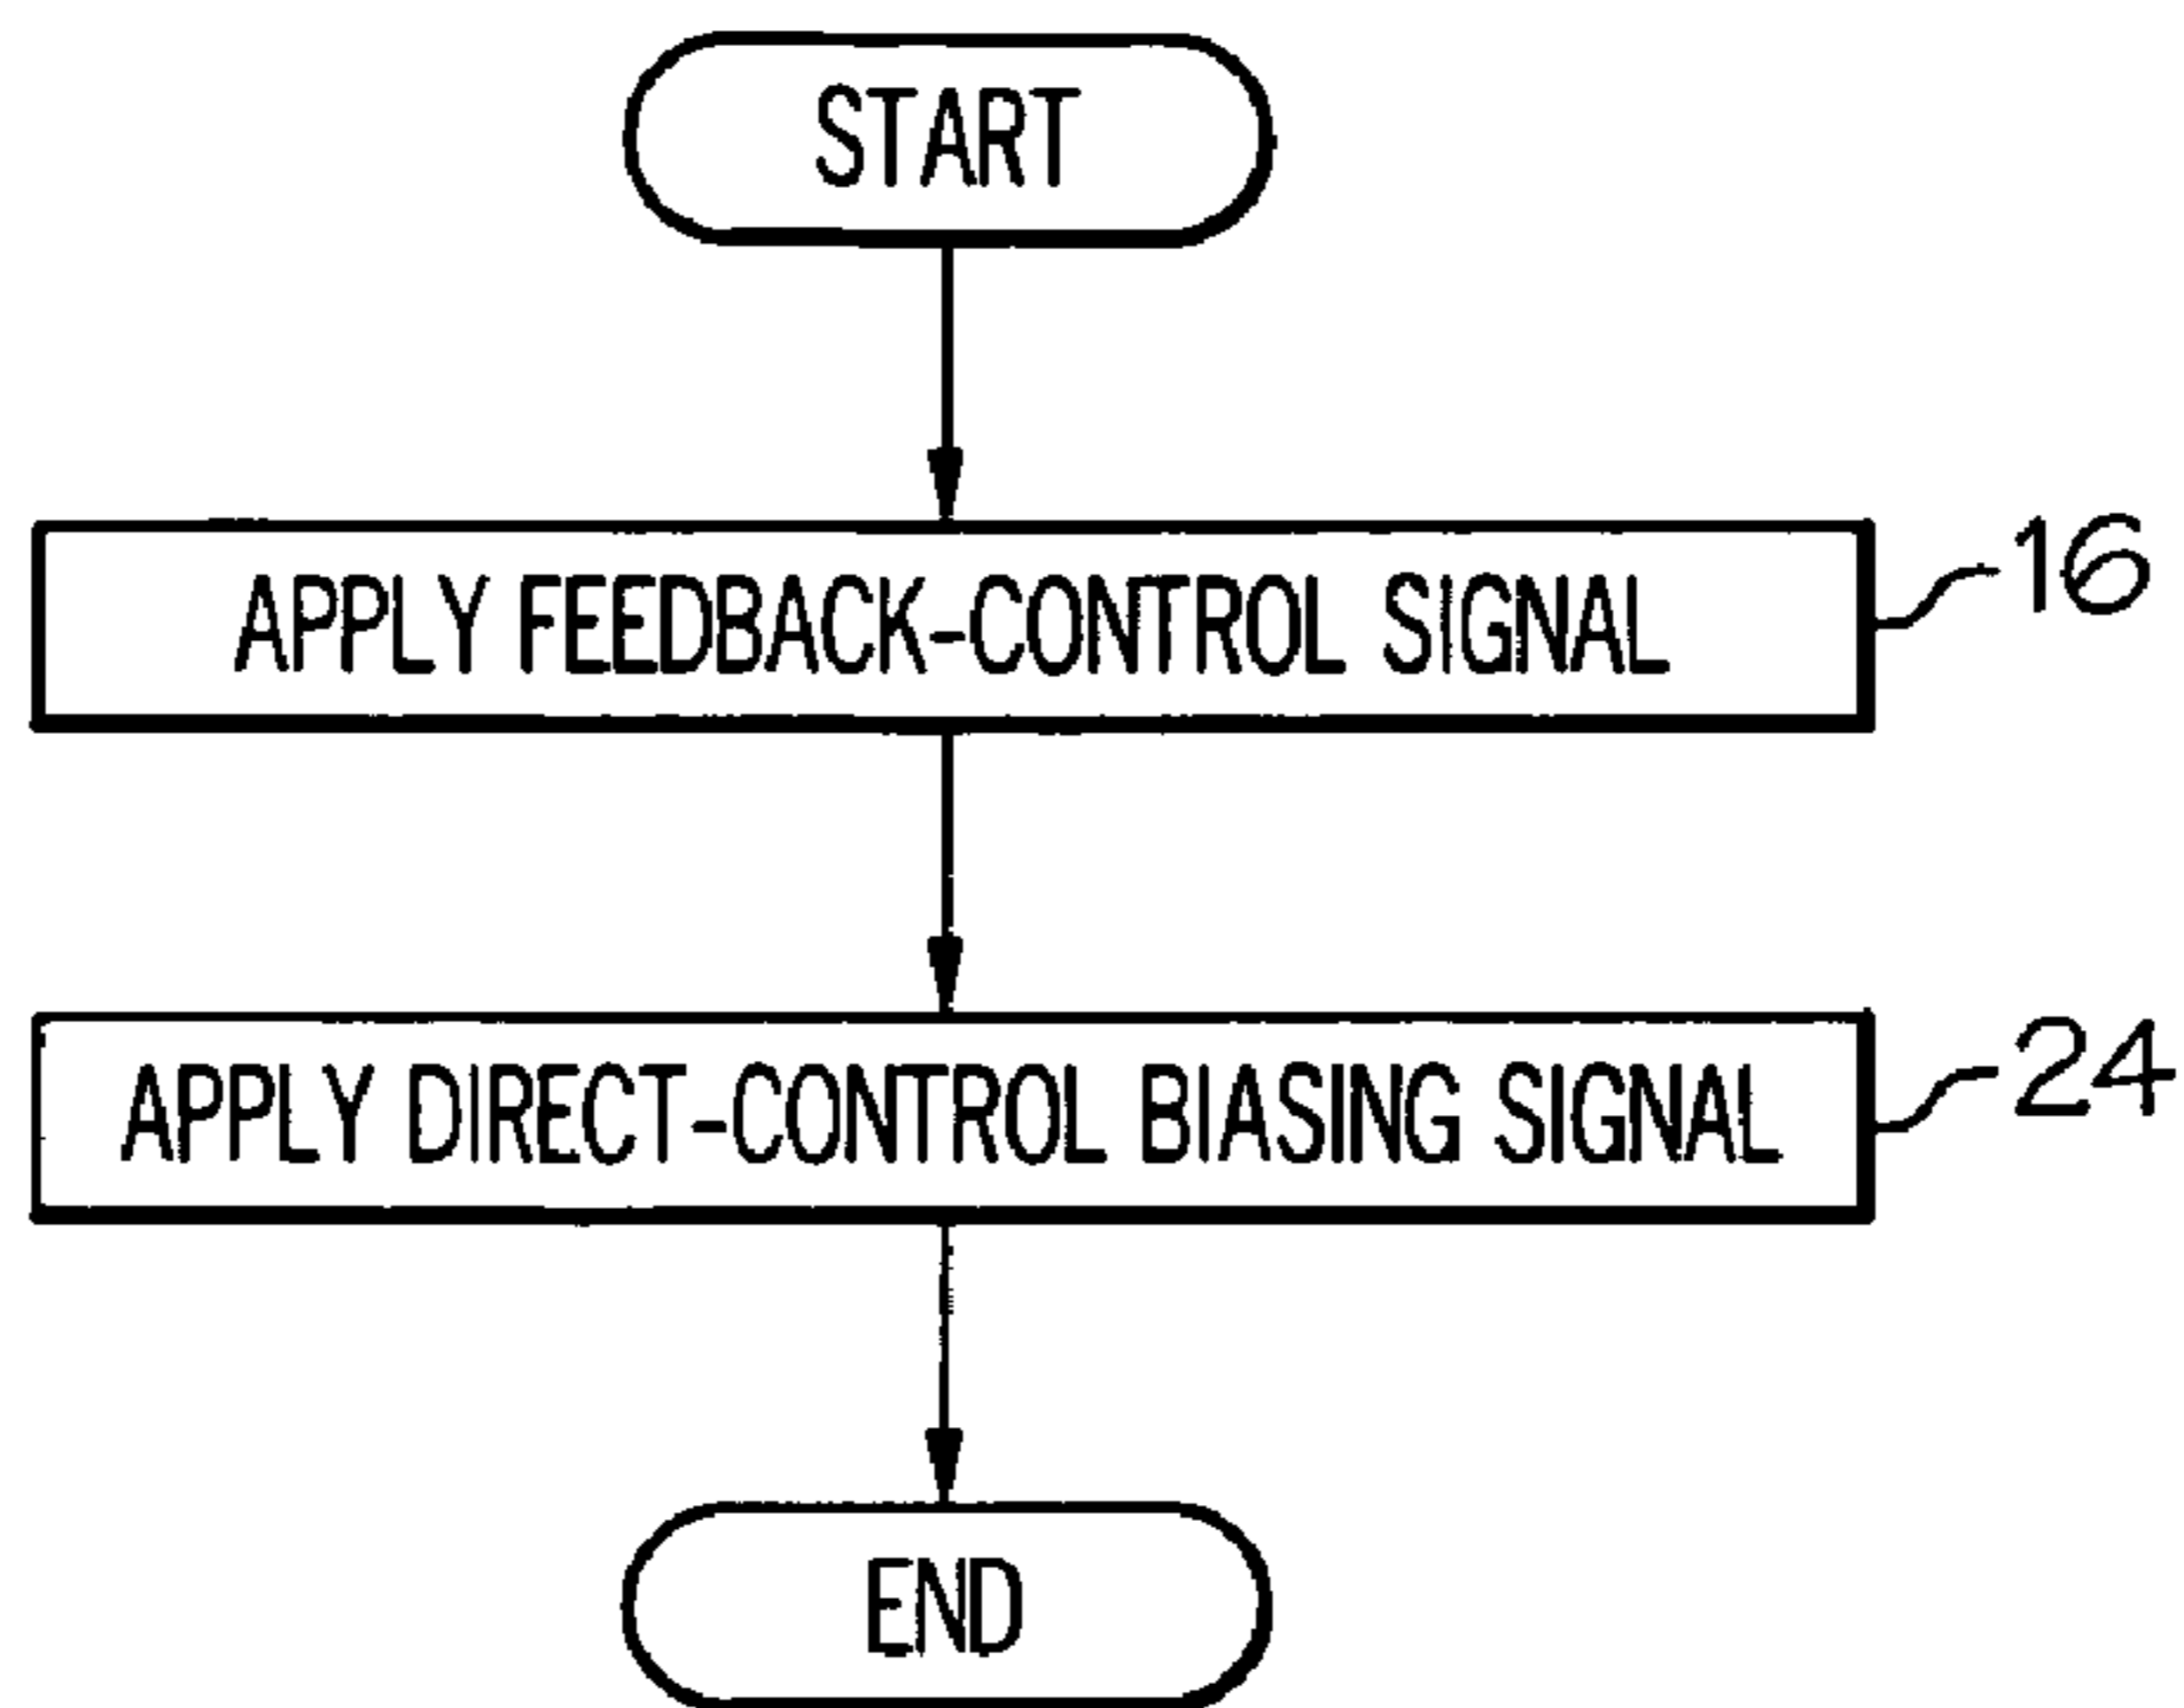 START
APPLY FEEDBACK-CONTROL SIGNAL
16
APPLY DIRECT-CONTROL BIASING SIGNAL
24
END